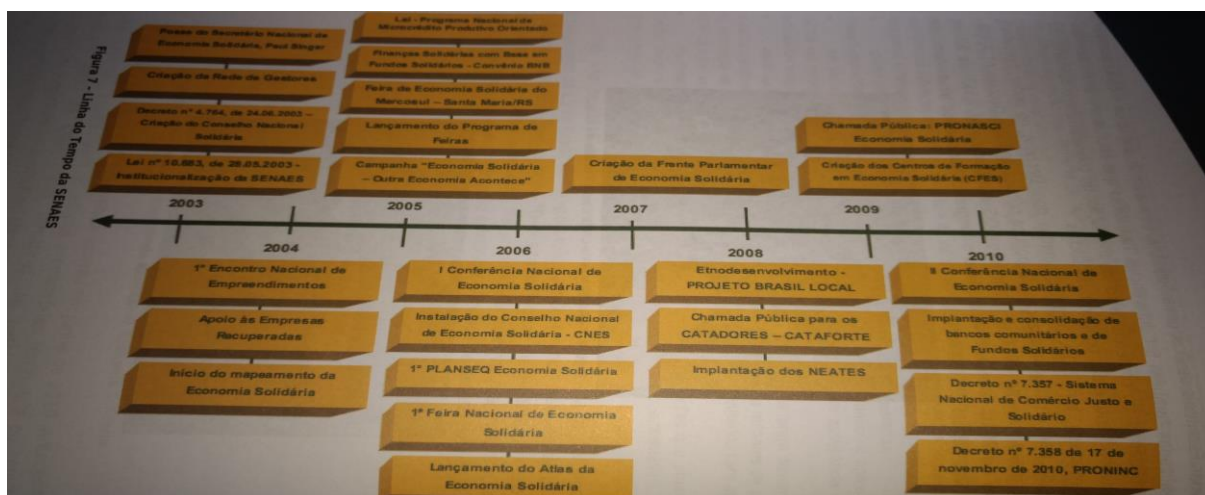 Figura 7 - Linha do Tempo da SENAES
Posse do Secretário Nacional de
Economia Solidária, Paul Singer
Criação da Rede de Gestores
Decreto nº 4.764, de 24.06.2003 –
Criação do Conselho Nacional
Solidária
Lei nº 10.683, de 28.05.2003 -
Institucionalização da SENAES
Lei - Programa Nacional de
Microcrédito Produtivo Orientado
Finanças Solidárias com Base em
Fundos Solidários - Convênio BNB
Feira de Economia Solidária do
Mercosul – Santa Maria/RS
Lançamento do Programa de
Feiras
Campanha "Economia Solidária
– Outra Economia Acontece"
Criação da Frente Parlamentar
de Economia Solidária
Chamada Pública: PRONASCI
Economia Solidária
Criação dos Centros de Formação
em Economia Solidária (CFES)
2003
2005
2007
2009
2004
2006
2008
2010
1º Encontro Nacional de
Empreendimentos
Apoio às Empresas
Recuperadas
Início do mapeamento da
Economia Solidária
I Conferência Nacional de
Economia Solidária
Instalação do Conselho Nacional
de Economia Solidária - CNES
1º PLANSEQ Economia Solidária
1ª Feira Nacional de Economia
Solidária
Lançamento do Atlas da
Economia Solidária
Etnodesenvolvimento -
PROJETO BRASIL LOCAL
Chamada Pública para os
CATADORES – CATAFORTE
Implantação dos NEATES
II Conferência Nacional de
Economia Solidária
Implantação e consolidação de
bancos comunitários e de
Fundos Solidários
Decreto nº 7.357 - Sistema
Nacional de Comércio Justo e
Solidário
Decreto nº 7.358 de 17 de
novembro de 2010, PRONINC